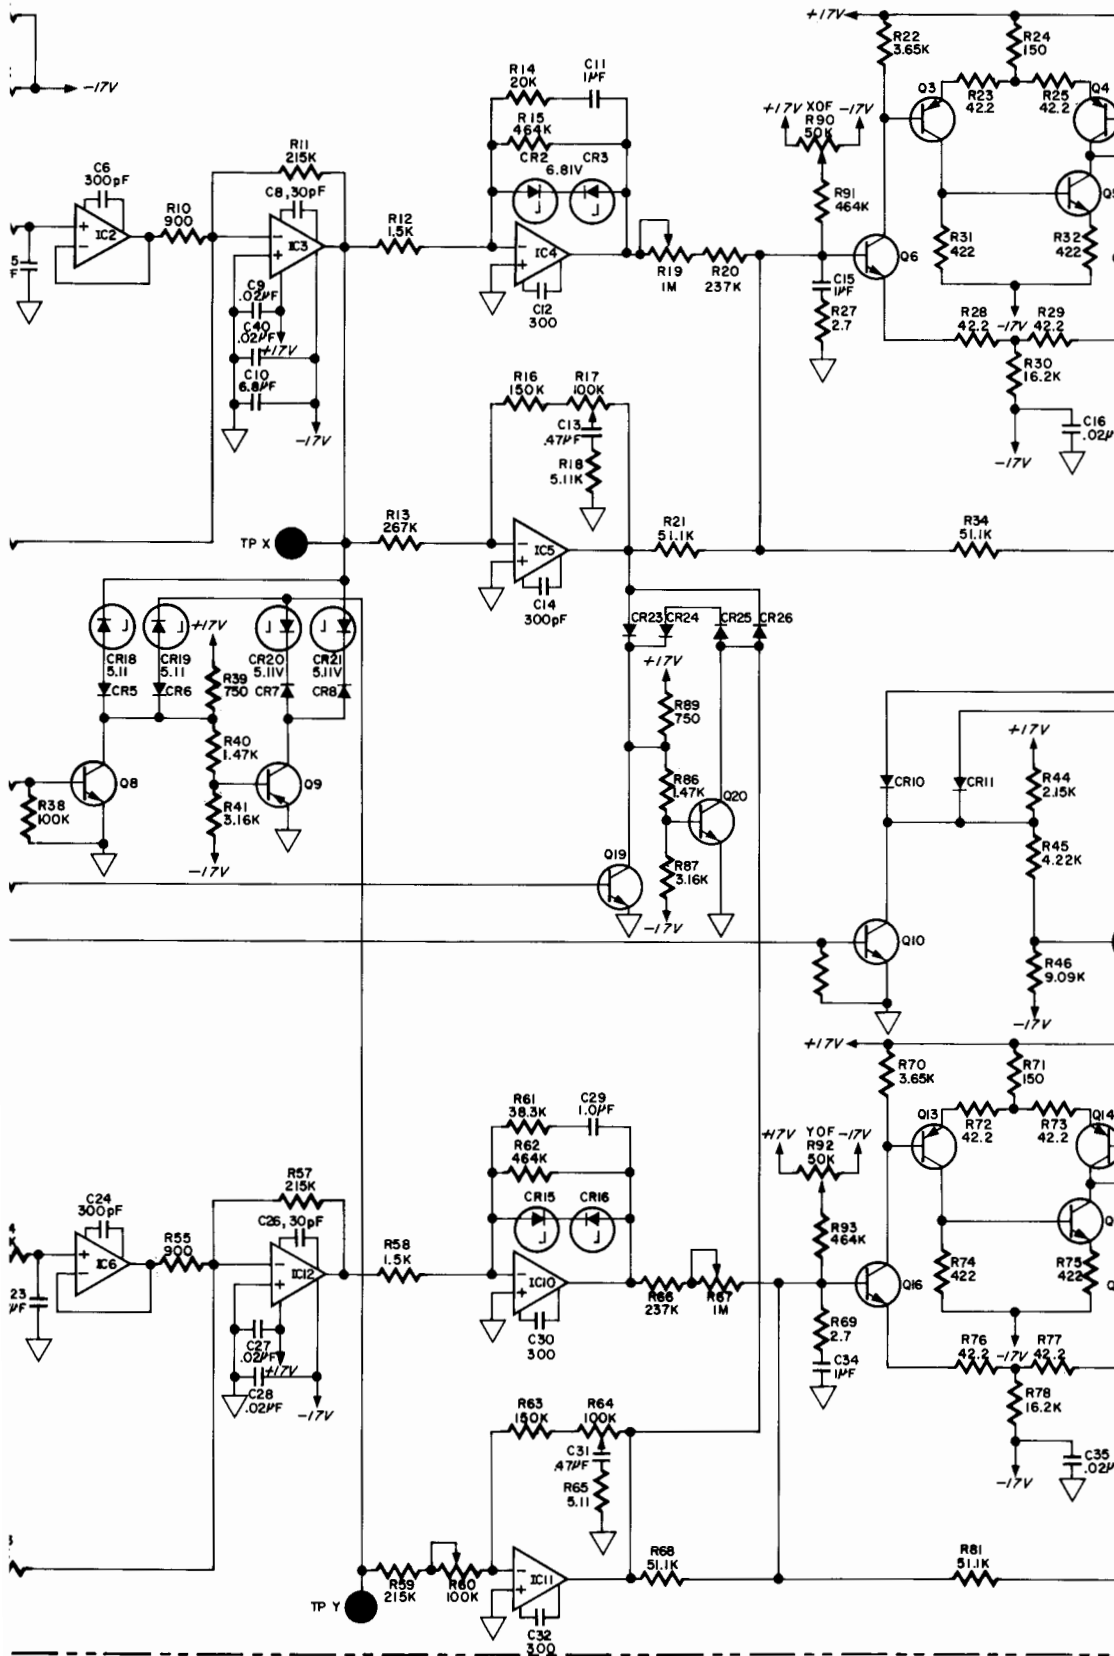 -17V
C6
300pF
+
-
IC2
R10
900
5
F
R11
215K
C8,30pF
-
+
IC3
C9
.02µF
C40
.02µF
+17V
C10
6.8µF
-17V
R12
1.5K
R14
20K
C11
1µF
R15
464K
CR2
CR3
6.81V
-
+
IC4
C12
300
R19
1M
R20
237K
+17V
XOF
-17V
R90
50K
R91
464K
C15
1µF
R27
2.7
+17V
R22
3.65K
R24
150
Q3
R23
42.2
R25
42.2
Q4
Q5
Q6
R31
422
R32
422
R28
42.2
-17V
R29
42.2
R30
16.2K
C16
.02µ
-17V
R16
150K
R17
100K
C13
.47µF
R18
5.11K
TP X
R13
267K
-
+
IC5
C14
300pF
R21
51.1K
R34
51.1K
CR18
5.11
CR5
CR19
5.11
CR6
+17V
R39
750
CR20
5.11V
CR7
CR21
5.11V
CR8
R40
1.47K
Q8
Q9
R38
100K
R41
3.16K
-17V
CR23
CR24
CR25
CR26
+17V
R89
750
R86
1.47K
Q20
Q19
R87
3.16K
-17V
CR10
CR11
+17V
R44
2.15K
R45
4.22K
Q10
R46
9.09K
-17V
C24
300pF
4
K
+
-
IC6
R55
900
23
µF
R57
215K
C26,30pF
-
+
IC12
C27
.02µF
+17V
C28
.02µF
-17V
R58
1.5K
R61
38.3K
C29
1.0µF
R62
464K
CR15
CR16
-
+
IC10
C30
300
R66
237K
R67
1M
+17V
YOF
-17V
R92
50K
R93
464K
R69
2.7
C34
1µF
+17V
R70
3.65K
R71
150
Q13
R72
42.2
R73
42.2
Q14
Q
Q16
R74
422
R75
422
Q
R76
42.2
-17V
R77
42.2
R78
16.2K
C35
.02µ
-17V
R63
150K
R64
100K
C31
.47µF
R65
5.11
TP Y
R59
215K
R60
100K
-
+
IC11
C32
300
R68
51.1K
R81
51.1K